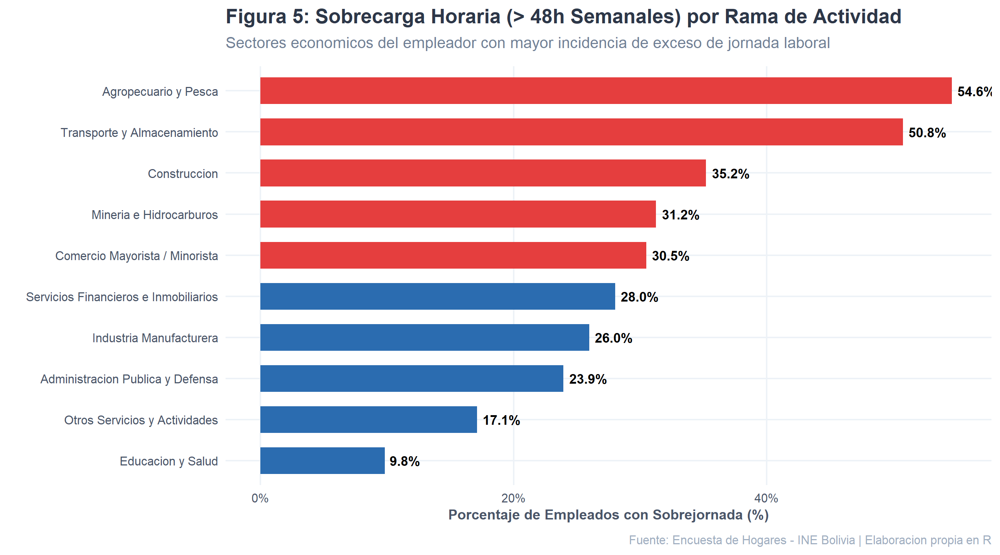 Figura 5: Sobrecarga Horaria (> 48h Semanales) por Rama de Actividad
Sectores economicos del empleador con mayor incidencia de exceso de jornada laboral
Agropecuario y Pesca 54.6%
Transporte y Almacenamiento 50.8%
Construccion 35.2%
Mineria e Hidrocarburos 31.2%
Comercio Mayorista / Minorista 30.5%
Servicios Financieros e Inmobiliarios 28.0%
Industria Manufacturera 26.0%
Administracion Publica y Defensa 23.9%
Otros Servicios y Actividades 17.1%
Educacion y Salud 9.8%
0% 20% 40%
Porcentaje de Empleados con Sobrejornada (%)
Fuente: Encuesta de Hogares - INE Bolivia | Elaboracion propia en R